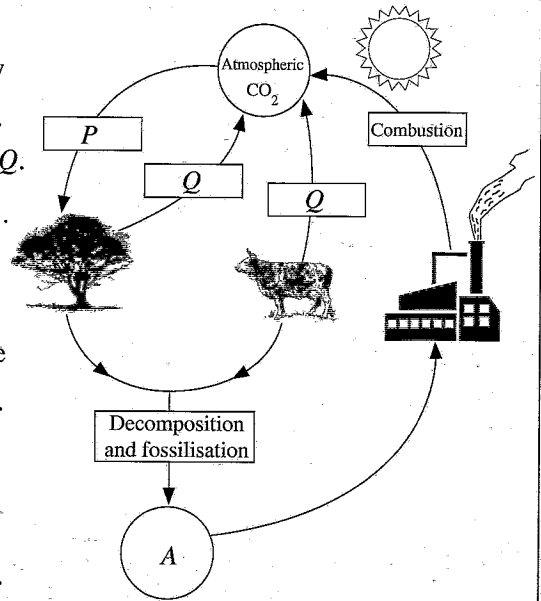 Atmospheric
CO₂
Combustion
P
Q.
Q
Q
Decomposition
and fossilisation
A